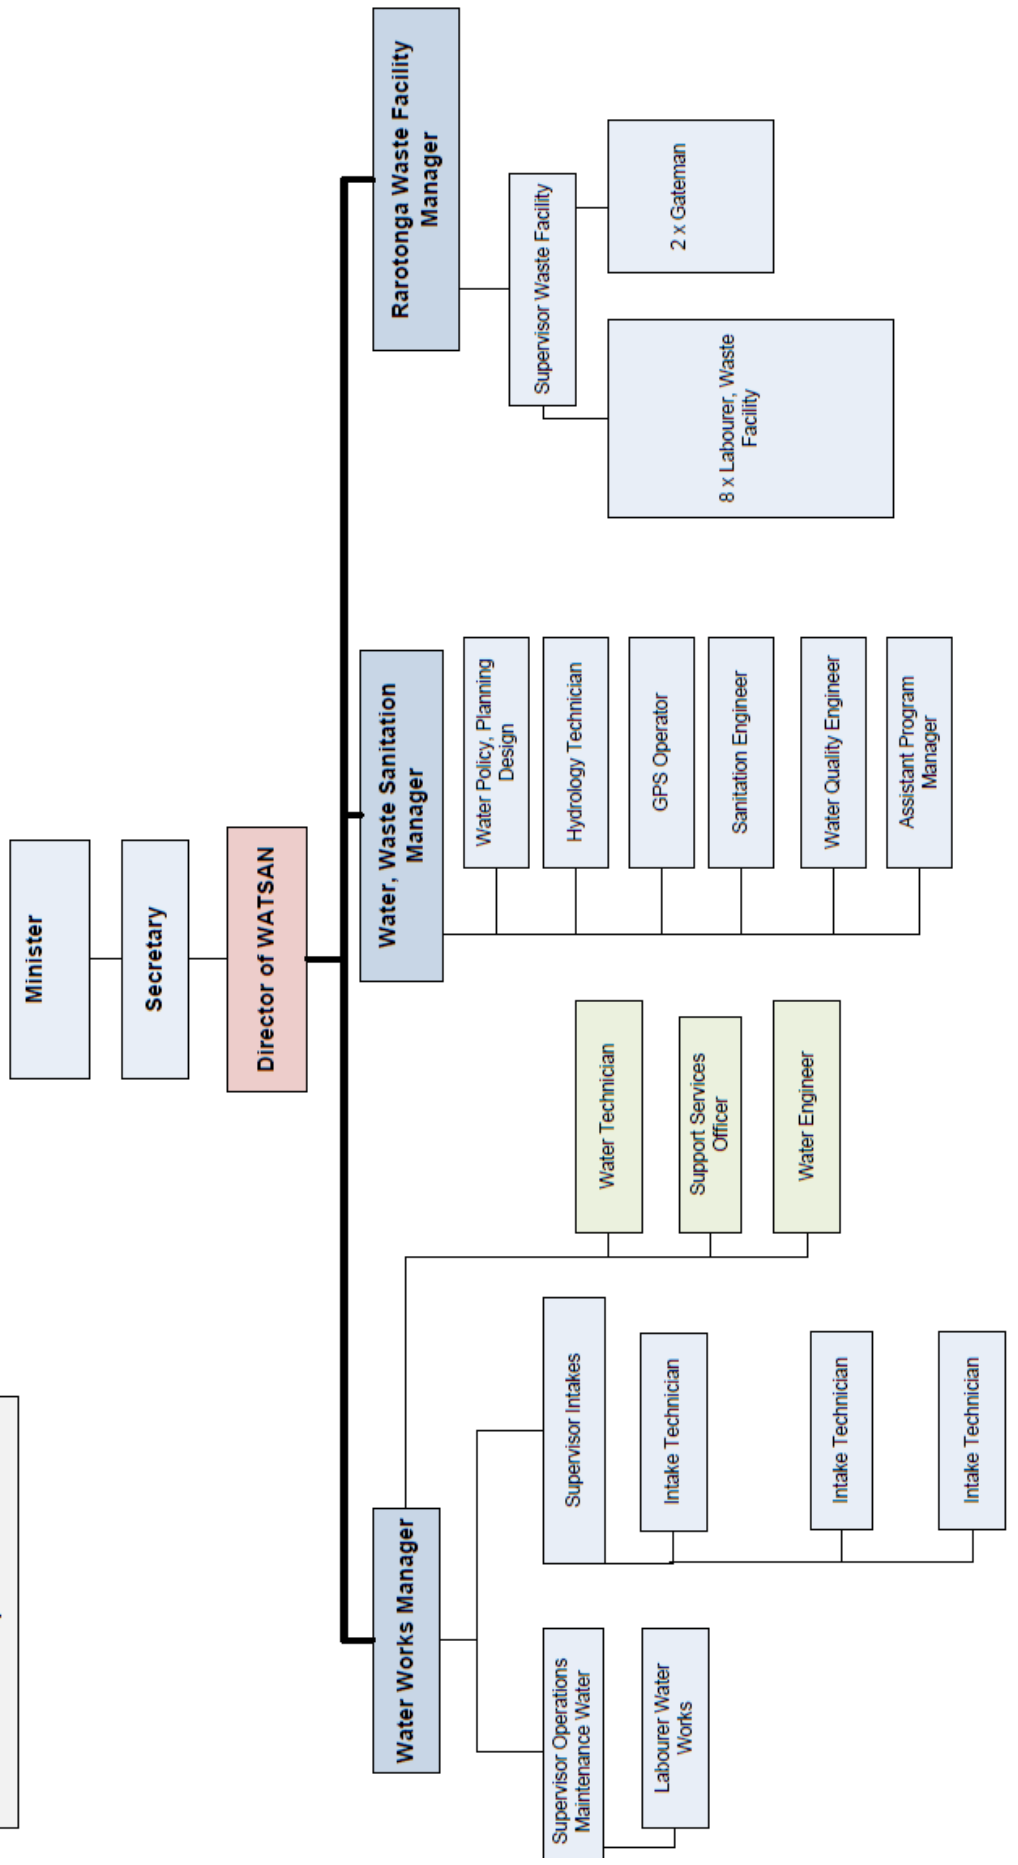 Minister
Secretary
Director of WATSAN
Water Works Manager
Supervisor Operations
Maintenance Water
Labourer Water
Works
Supervisor Intakes
Intake Technician
Intake Technician
Intake Technician
Water Technician
Support Services
Officer
Water Engineer
Water, Waste Sanitation
Manager
Water Policy, Planning
Design
Hydrology Technician
GPS Operator
Sanitation Engineer
Water Quality Engineer
Assistant Program
Manager
Rarotonga Waste Facility
Manager
Supervisor Waste Facility
8 x Labourer, Waste
Facility
2 x Gateman